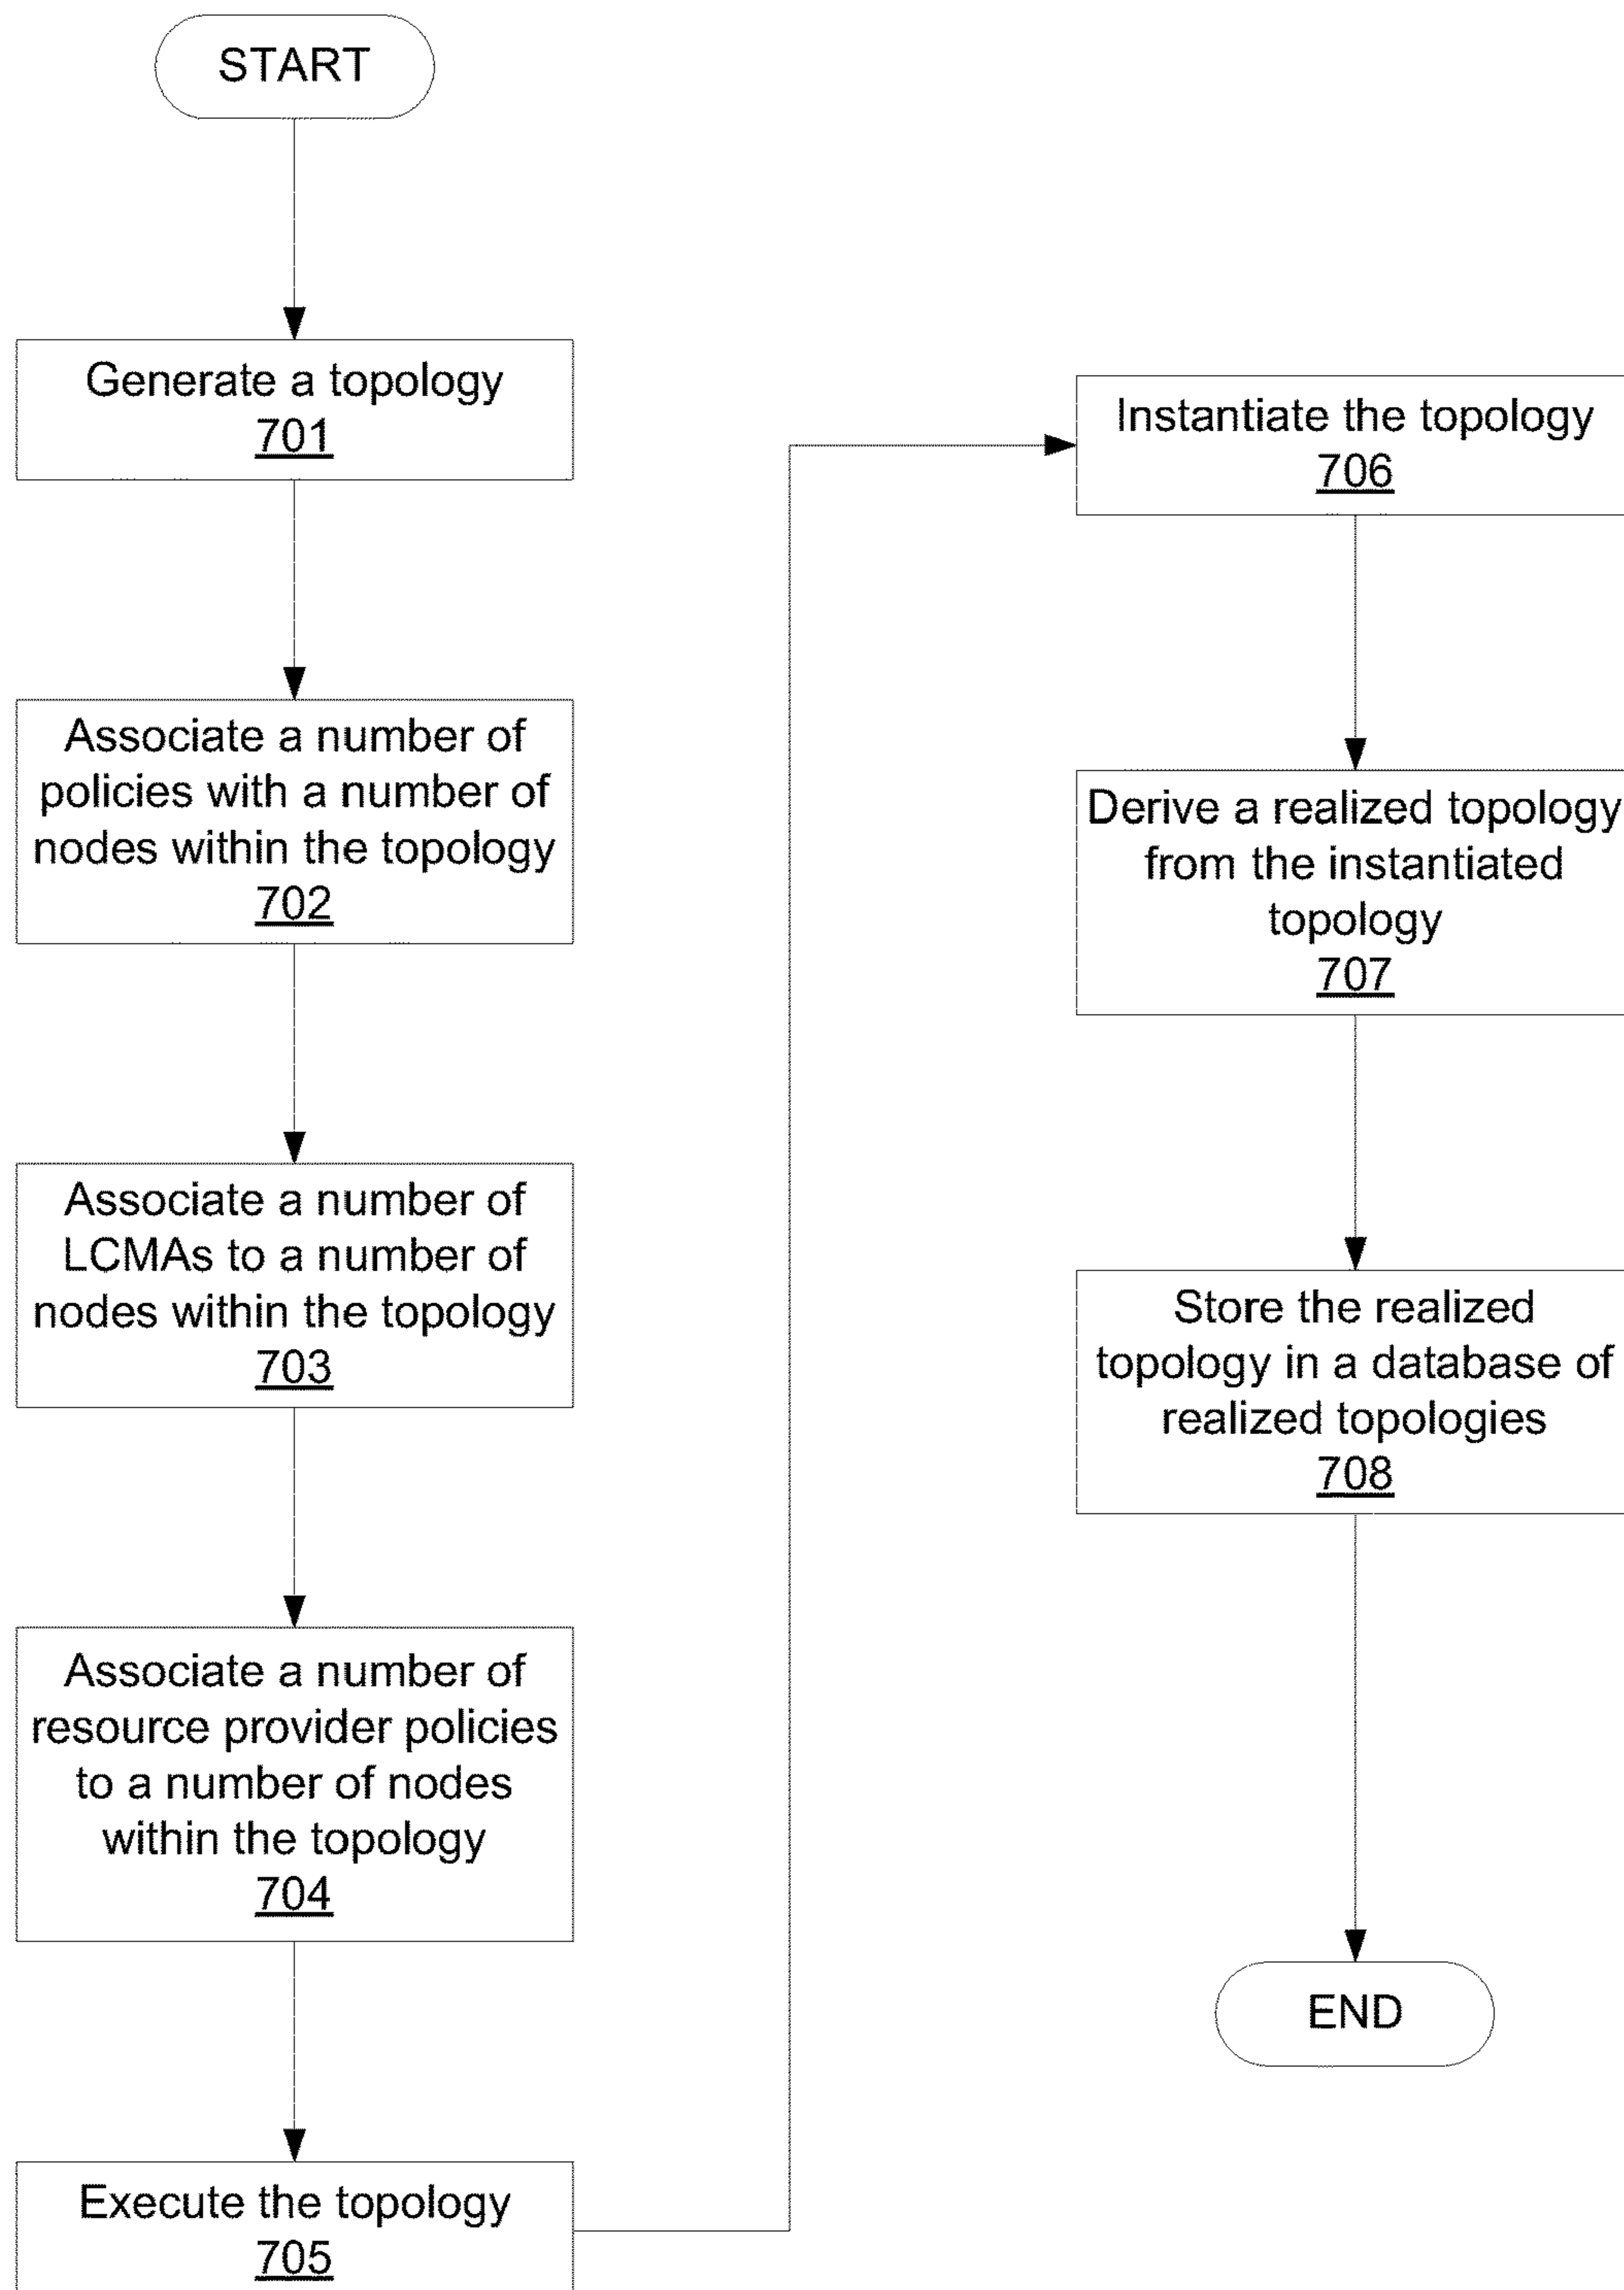 START
Generate a topology
701
Associate a number of
policies with a number of
nodes within the topology
702
Associate a number of
LCMAs to a number of
nodes within the topology
703
Associate a number of
resource provider policies
to a number of nodes
within the topology
704
Execute the topology
705
Instantiate the topology
706
Derive a realized topology
from the instantiated
topology
707
Store the realized
topology in a database of
realized topologies
708
END